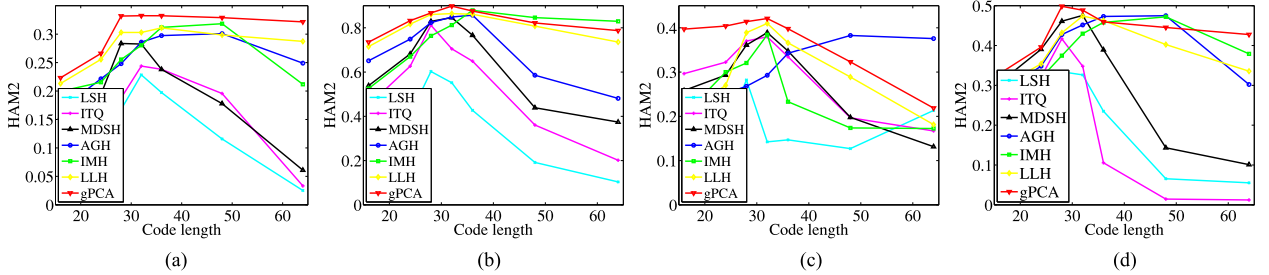 HAM2
0.3
0.25
0.2
0.15
0.1
0.05
0
LSH
ITQ
MDSH
AGH
IMH
LLH
gPCA
20 30 40 50 60
Code length
(a)
HAM2
0.8
0.6
0.4
0.2
0
LSH
ITQ
MDSH
AGH
IMH
LLH
gPCA
20 30 40 50 60
Code length
(b)
HAM2
0.4
0.3
0.2
0.1
0
LSH
ITQ
MDSH
AGH
IMH
LLH
gPCA
20 30 40 50 60
Code length
(c)
HAM2
0.5
0.4
0.3
0.2
0.1
0
LSH
ITQ
MDSH
AGH
IMH
LLH
gPCA
20 30 40 50 60
Code length
(d)